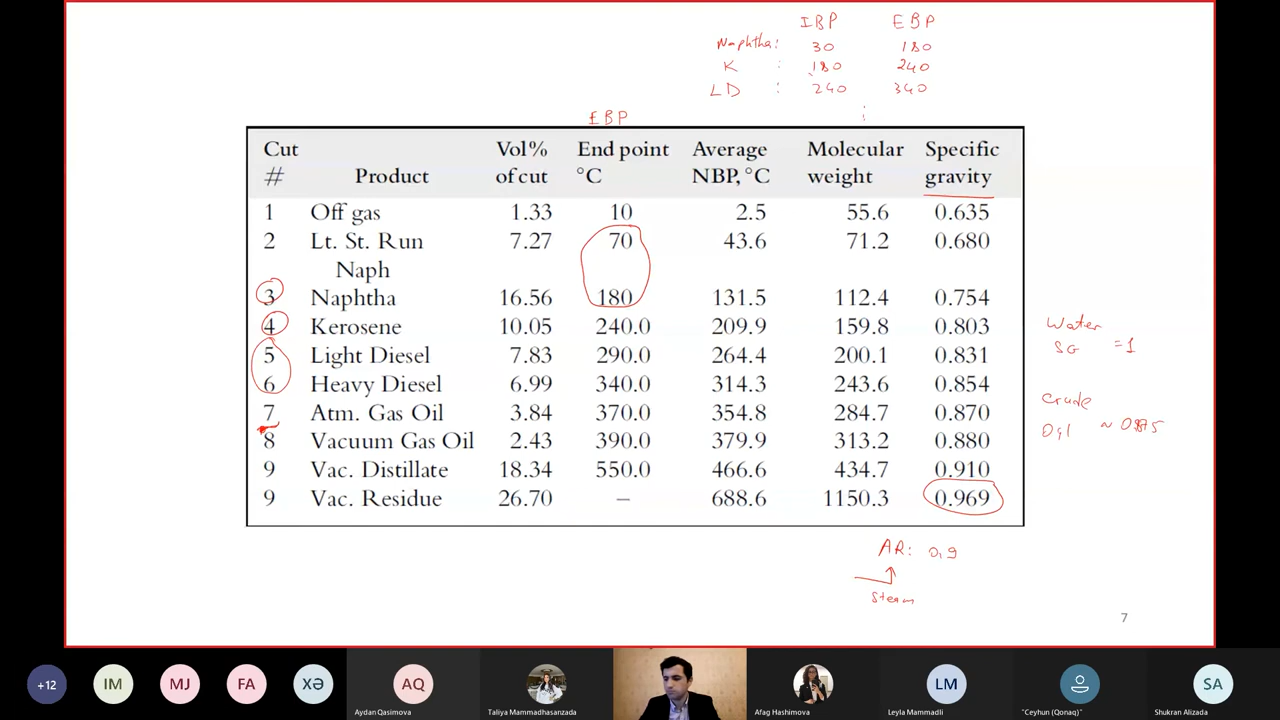 IBP EBP
Naphtha: 30 180
K : 180 240
LD : 240 340
EBP
Cut # Product Vol% of cut End point °C Average NBP, °C Molecular weight Specific gravity
1 Off gas 1.33 10 2.5 55.6 0.635
2 Lt. St. Run Naph 7.27 70 43.6 71.2 0.680
3 Naphtha 16.56 180 131.5 112.4 0.754
4 Kerosene 10.05 240.0 209.9 159.8 0.803
5 Light Diesel 7.83 290.0 264.4 200.1 0.831
6 Heavy Diesel 6.99 340.0 314.3 243.6 0.854
7 Atm. Gas Oil 3.84 370.0 354.8 284.7 0.870
8 Vacuum Gas Oil 2.43 390.0 379.9 313.2 0.880
9 Vac. Distillate 18.34 550.0 466.6 434.7 0.910
9 Vac. Residue 26.70 – 688.6 1150.3 0.969
Water
SG = 1
Crude
AR: 0,9
Steam
7
+12 IM MJ FA XƏ AQ LM SA
Aydan Qasimova
Taliya Mammadhasanzada
Afag Hashimova
Leyla Mammadli
"Ceyhun (Qonaq)"
Shukran Alizada